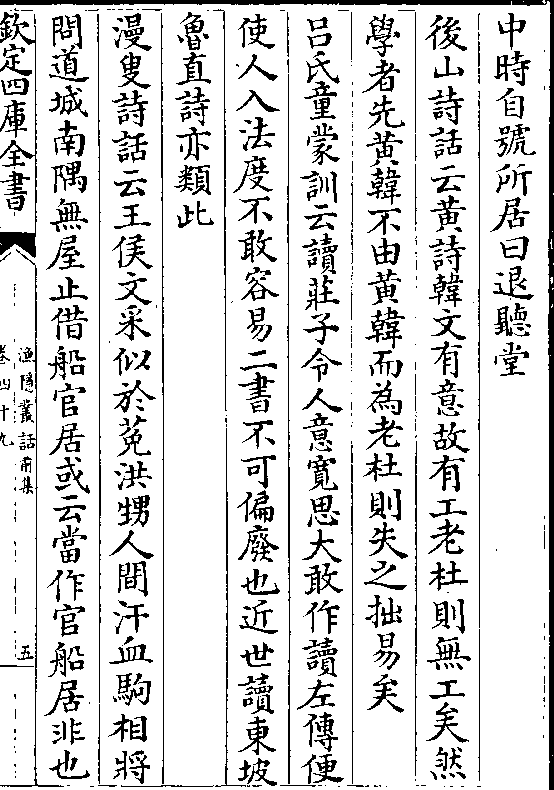 中時自號所居曰退聽堂
後山詩話云黃詩韓文有意故有工老杜則無工矣然
學者先黃韓不由黃韓而為老杜則失之拙易矣
吕氏童蒙訓云讀莊子令人意寬思大敢作讀左傳便
使人入法度不敢容易二書不可偏廢也近世讀東坡
魯直詩亦類此
漫叟詩話云王侯文采似於菟洪甥人間汗血駒相將
問道城南隅無屋止借船官居或云當作官船居非也
欽定四庫全書
漁隱叢話前集
卷四十九
五